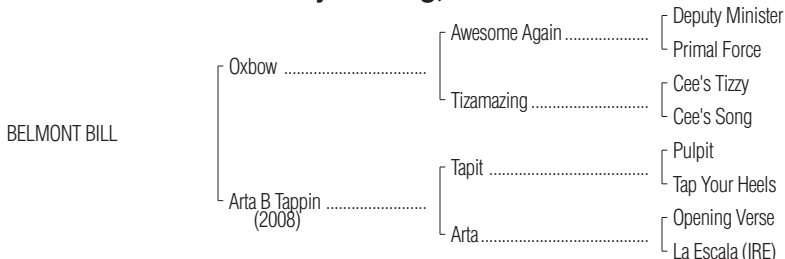 Deputy Minister
Awesome Again ....................
Primal Force
Oxbow ..................................
Cee's Tizzy
Tizamazing ............................
Cee's Song
BELMONT BILL
Pulpit
Tapit ......................................
Tap Your Heels
Arta B Tappin ........................
(2008)
Opening Verse
Arta ........................................
La Escala (IRE)